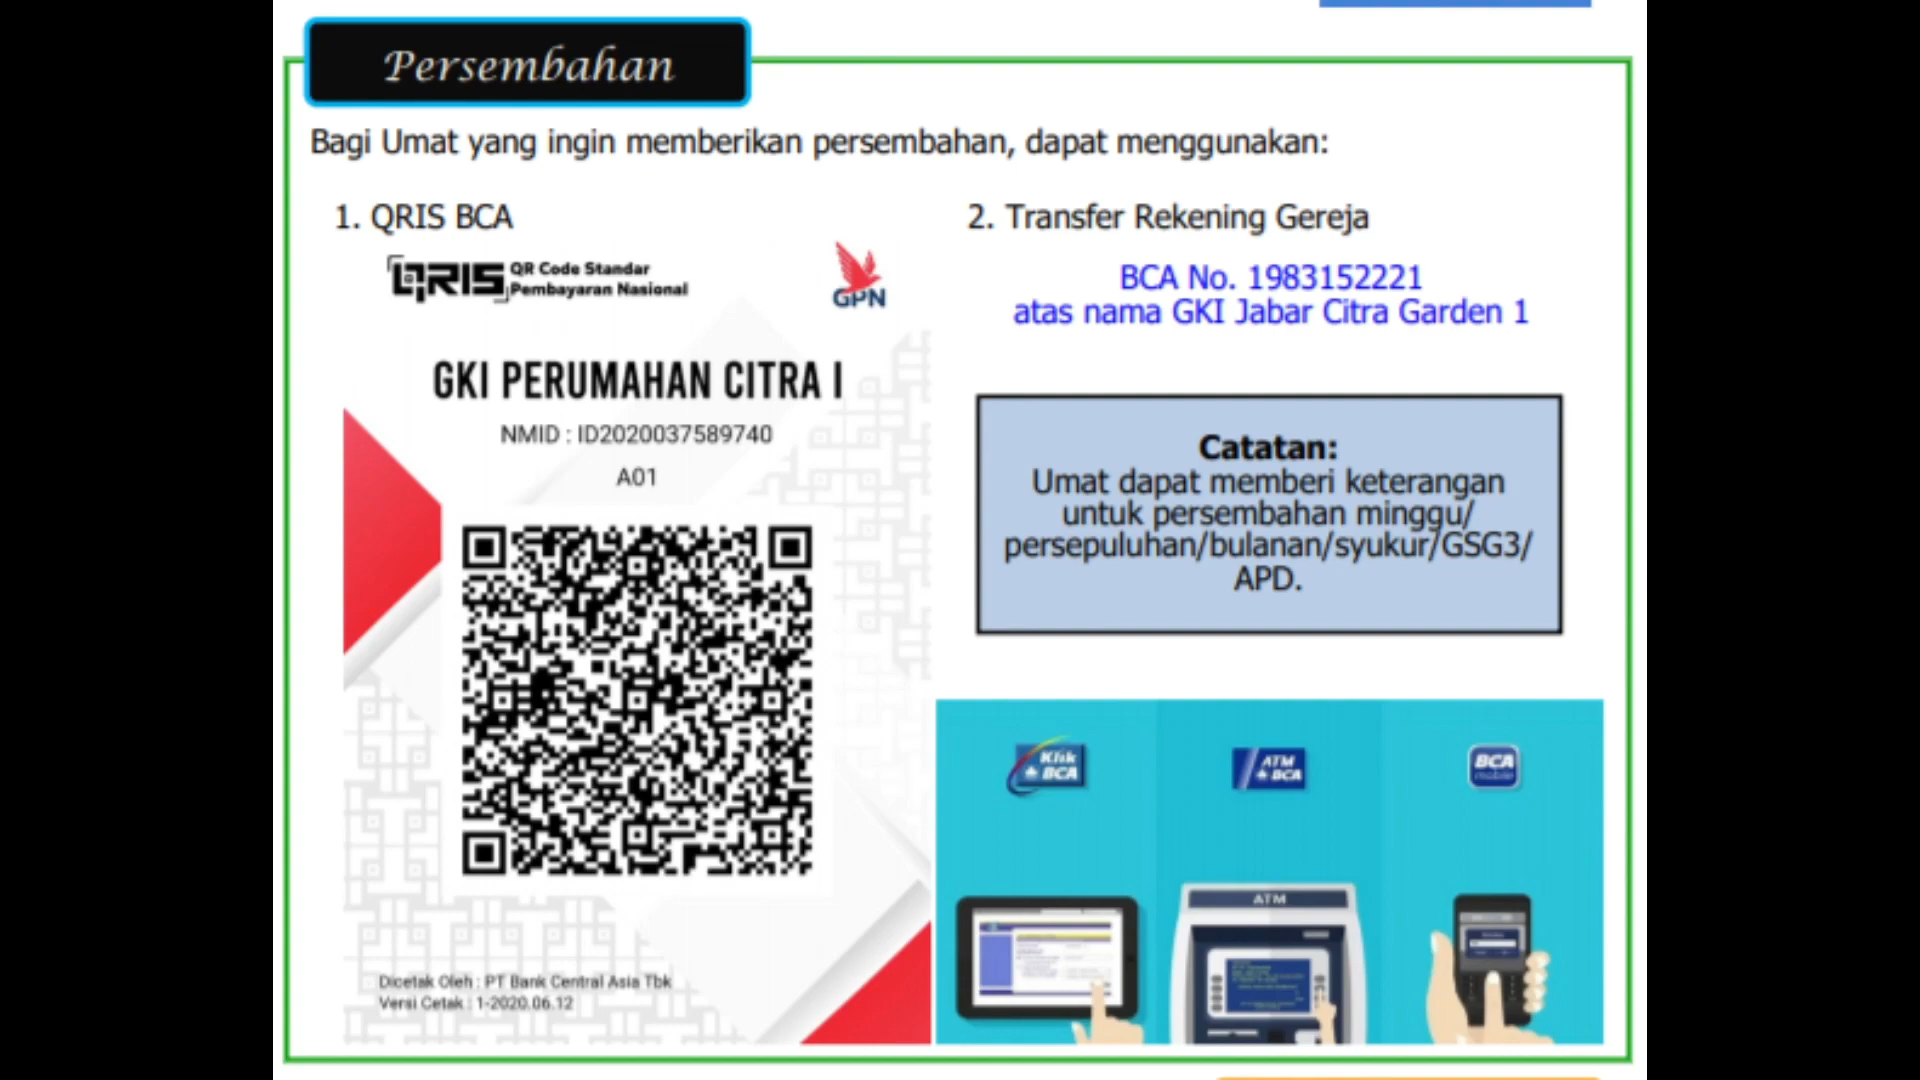 Persembahan
Bagi Umat yang ingin memberikan persembahan, dapat menggunakan:
1. QRIS BCA
QRIS QR Code Standar
Pembayaran Nasional
GPN
GKI PERUMAHAN CITRA I
NMID : ID2020037589740
A01
Dicetak Oleh : PT Bank Central Asia Tbk
Versi Cetak : 1-2020.06.12
2. Transfer Rekening Gereja
BCA No. 1983152221
atas nama GKI Jabar Citra Garden 1
Catatan:
Umat dapat memberi keterangan
untuk persembahan minggu/
persepuluhan/bulanan/syukur/GSG3/
APD.
Klik
BCA
ATM
BCA
BCA
mobile
ATM